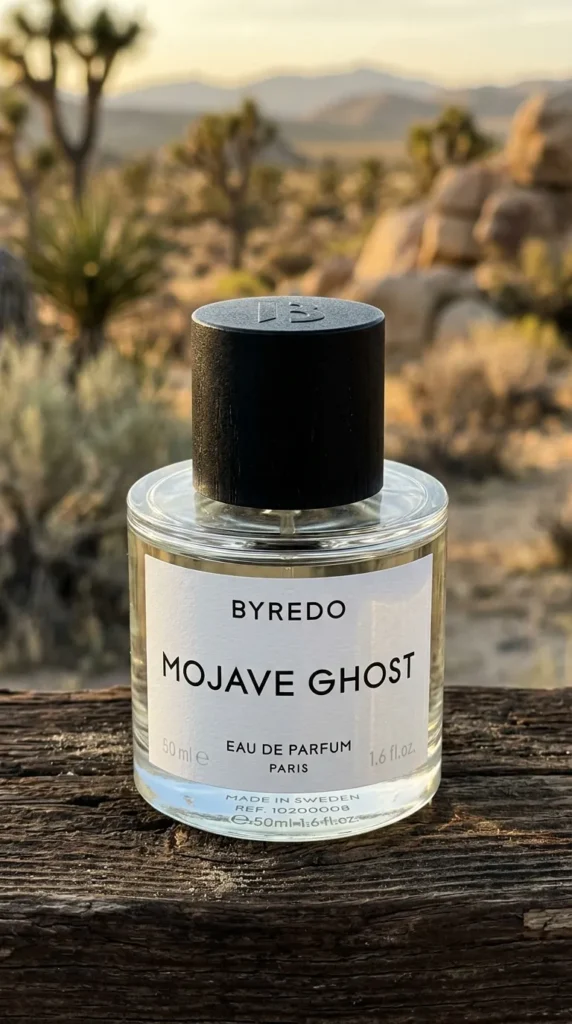 B
BYREDO
MOJAVE GHOST
50 ml ℮ EAU DE PARFUM 1.6 fl.oz.
PARIS
MADE IN SWEDEN
REF. 10200008
℮ 50ml-1.6 fl.oz.